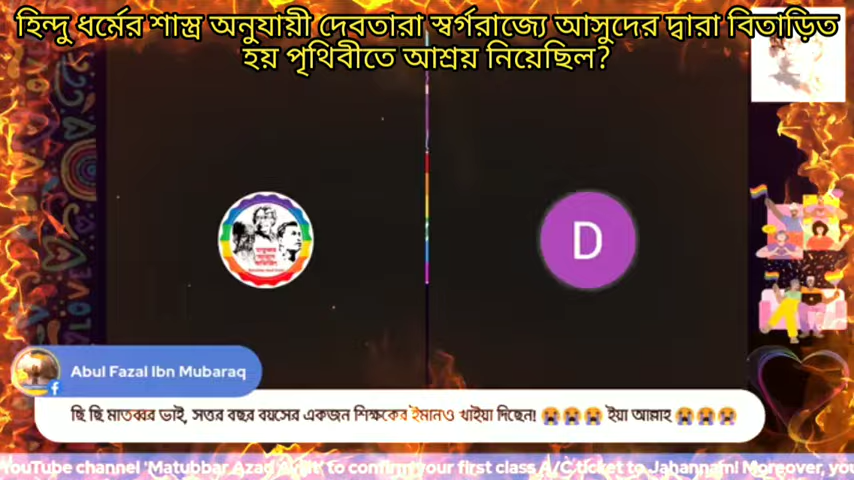 হিন্দু ধর্মের শাস্ত্র অনুযায়ী দেবতারা স্বর্গরাজ্যে আসুদের দ্বারা বিতাড়িত
হয় পৃথিবীতে আশ্রয় নিয়েছিল?
LOVE
D
Abul Fazal Ibn Mubaraq
ছি ছি মাতব্বর ভাই, সত্তর বছর বয়সের একজন শিক্ষকের ইমানও খাইয়া দিছেন! 😭😭😭 ইয়া আল্লাহ 😭😭😭
YouTube channel 'Matubbar Azad to confirm your first class A/C ticket to Jahannam! Moreover, you